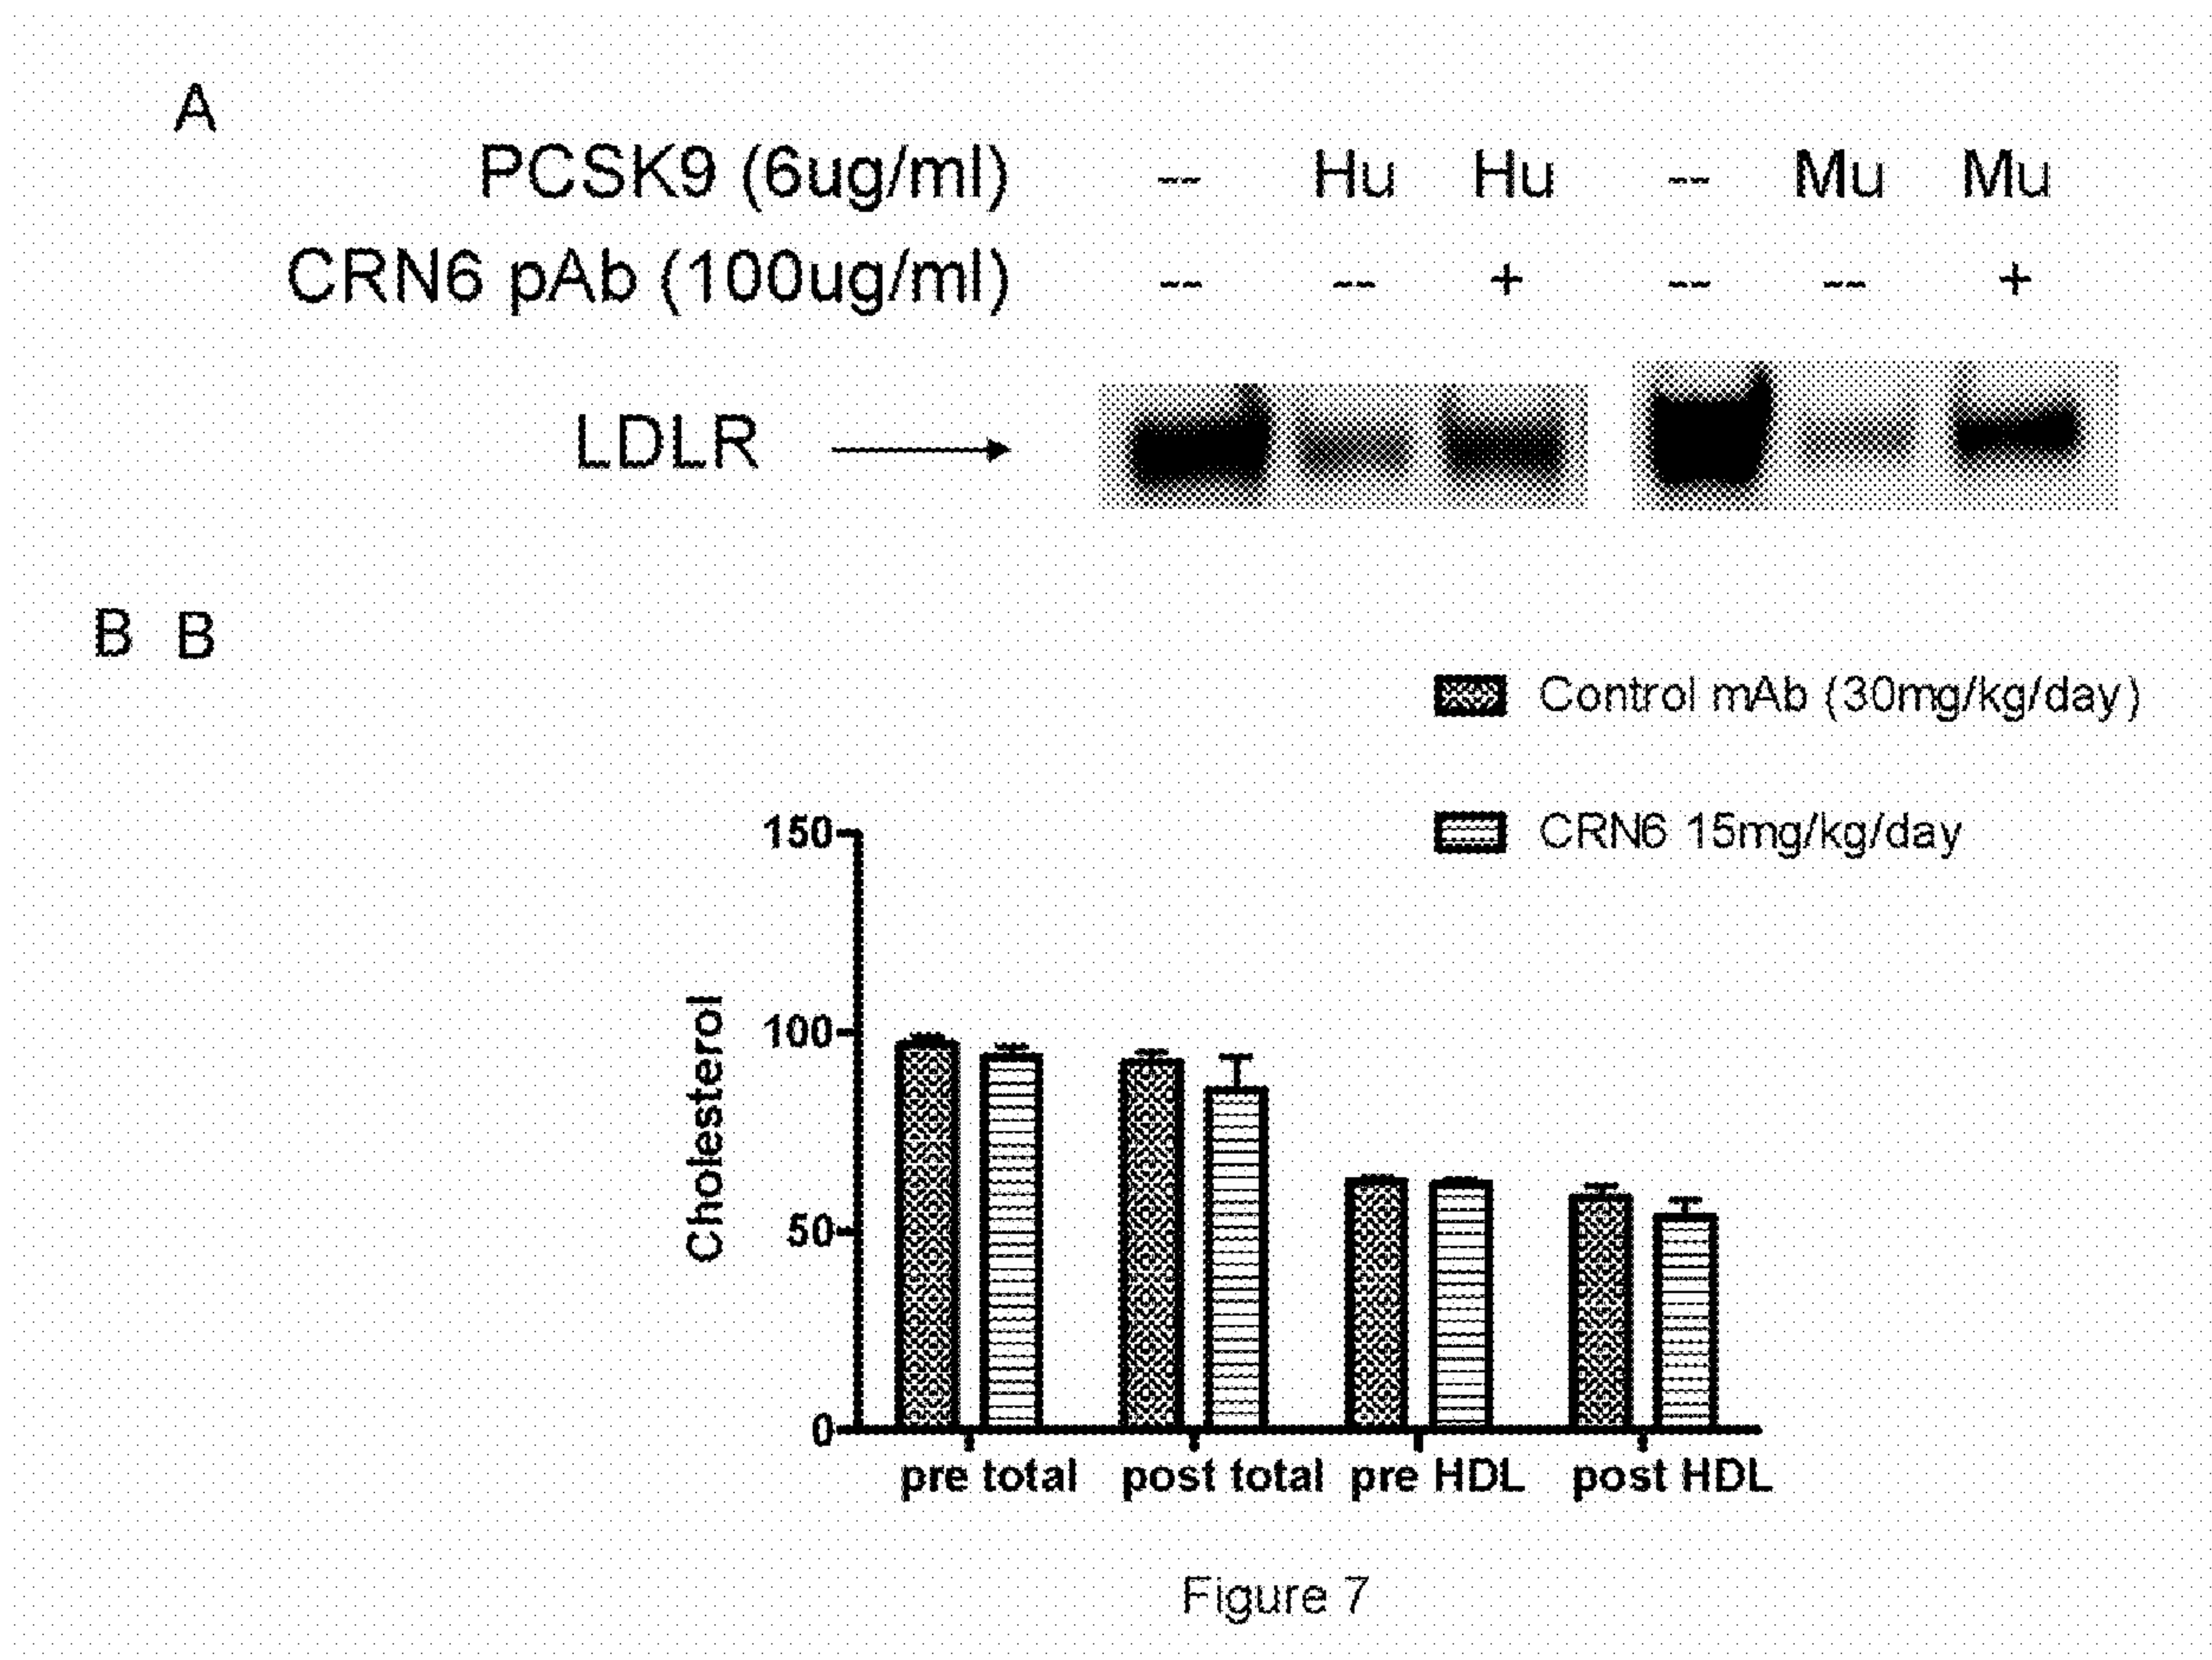 A
PCSK9 (6ug/ml) -- Hu Hu -- Mu Mu
CRN6 pAb (100ug/ml) -- -- + -- -- +
LDLR
B B
Control mAb (30mg/kg/day)
CRN6 15mg/kg/day
150
100
50
0
Cholesterol
pre total post total pre HDL post HDL
Figure 7